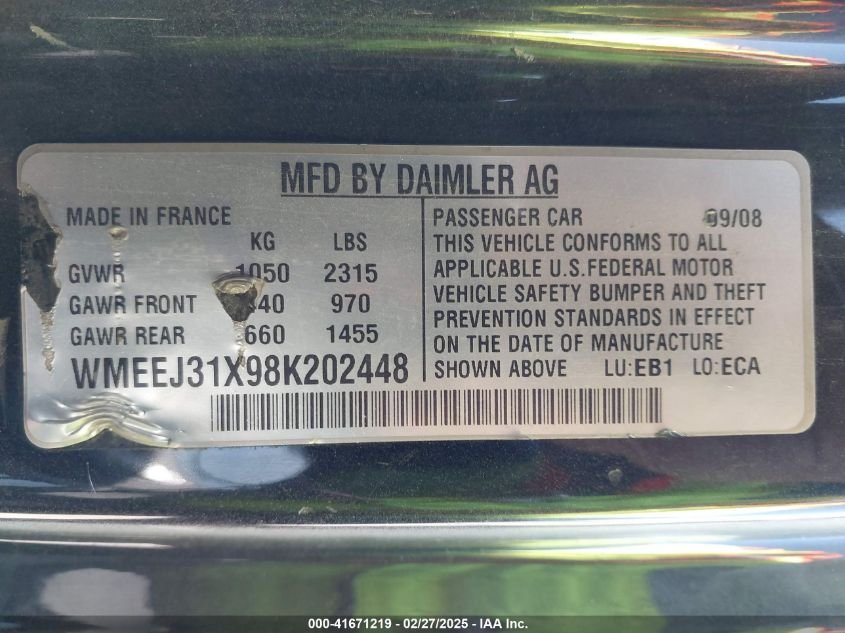 MFD BY DAIMLER AG
MADE IN FRANCE
KG LBS
GVWR 1050 2315
GAWR FRONT 970
GAWR REAR 660 1455
WMEEJ31X98K202448
PASSENGER CAR 09/08
THIS VEHICLE CONFORMS TO ALL
APPLICABLE U.S.FEDERAL MOTOR
VEHICLE SAFETY BUMPER AND THEFT
PREVENTION STANDARDS IN EFFECT
ON THE DATE OF MANUFACTURE
SHOWN ABOVE LU:EB1 LO:ECA
000-41671219 | 02/27/2025 - IAA Inc.